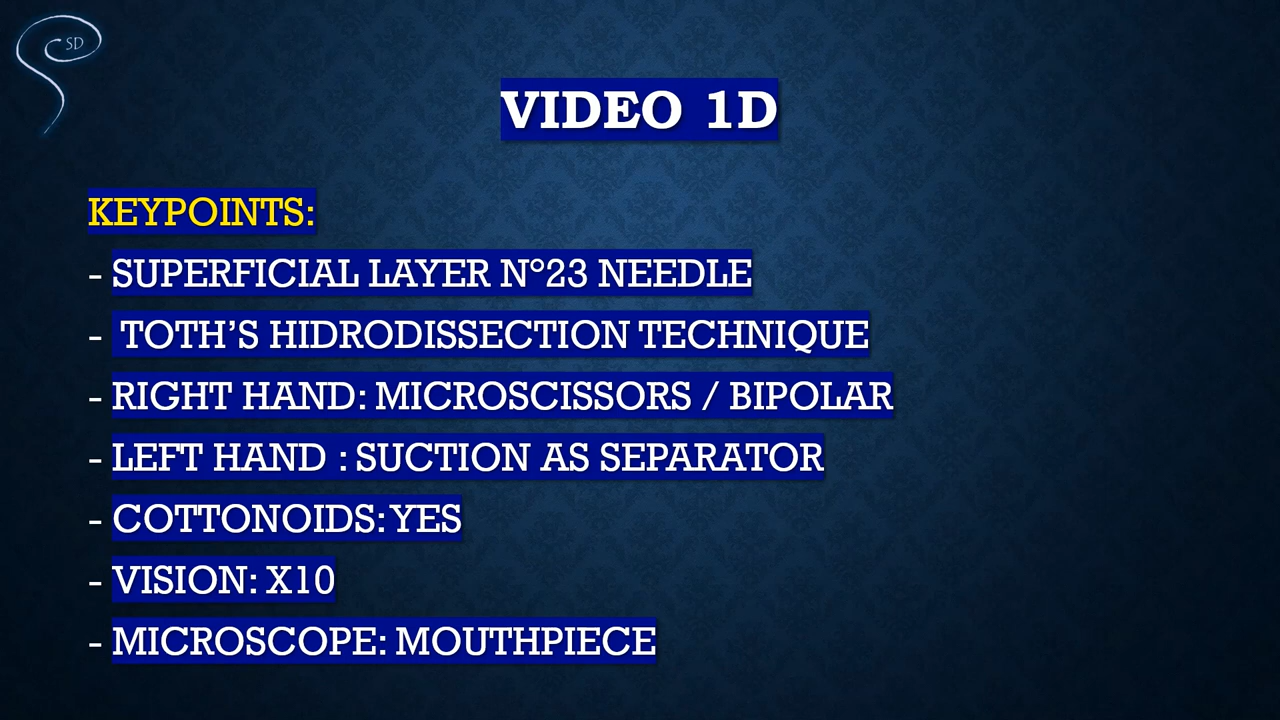 SD
VIDEO 1D
KEYPOINTS:
- SUPERFICIAL LAYER N°23 NEEDLE
- TOTH’S HIDRODISSECTION TECHNIQUE
- RIGHT HAND: MICROSCISSORS / BIPOLAR
- LEFT HAND : SUCTION AS SEPARATOR
- COTTONOIDS: YES
- VISION: X10
- MICROSCOPE: MOUTHPIECE